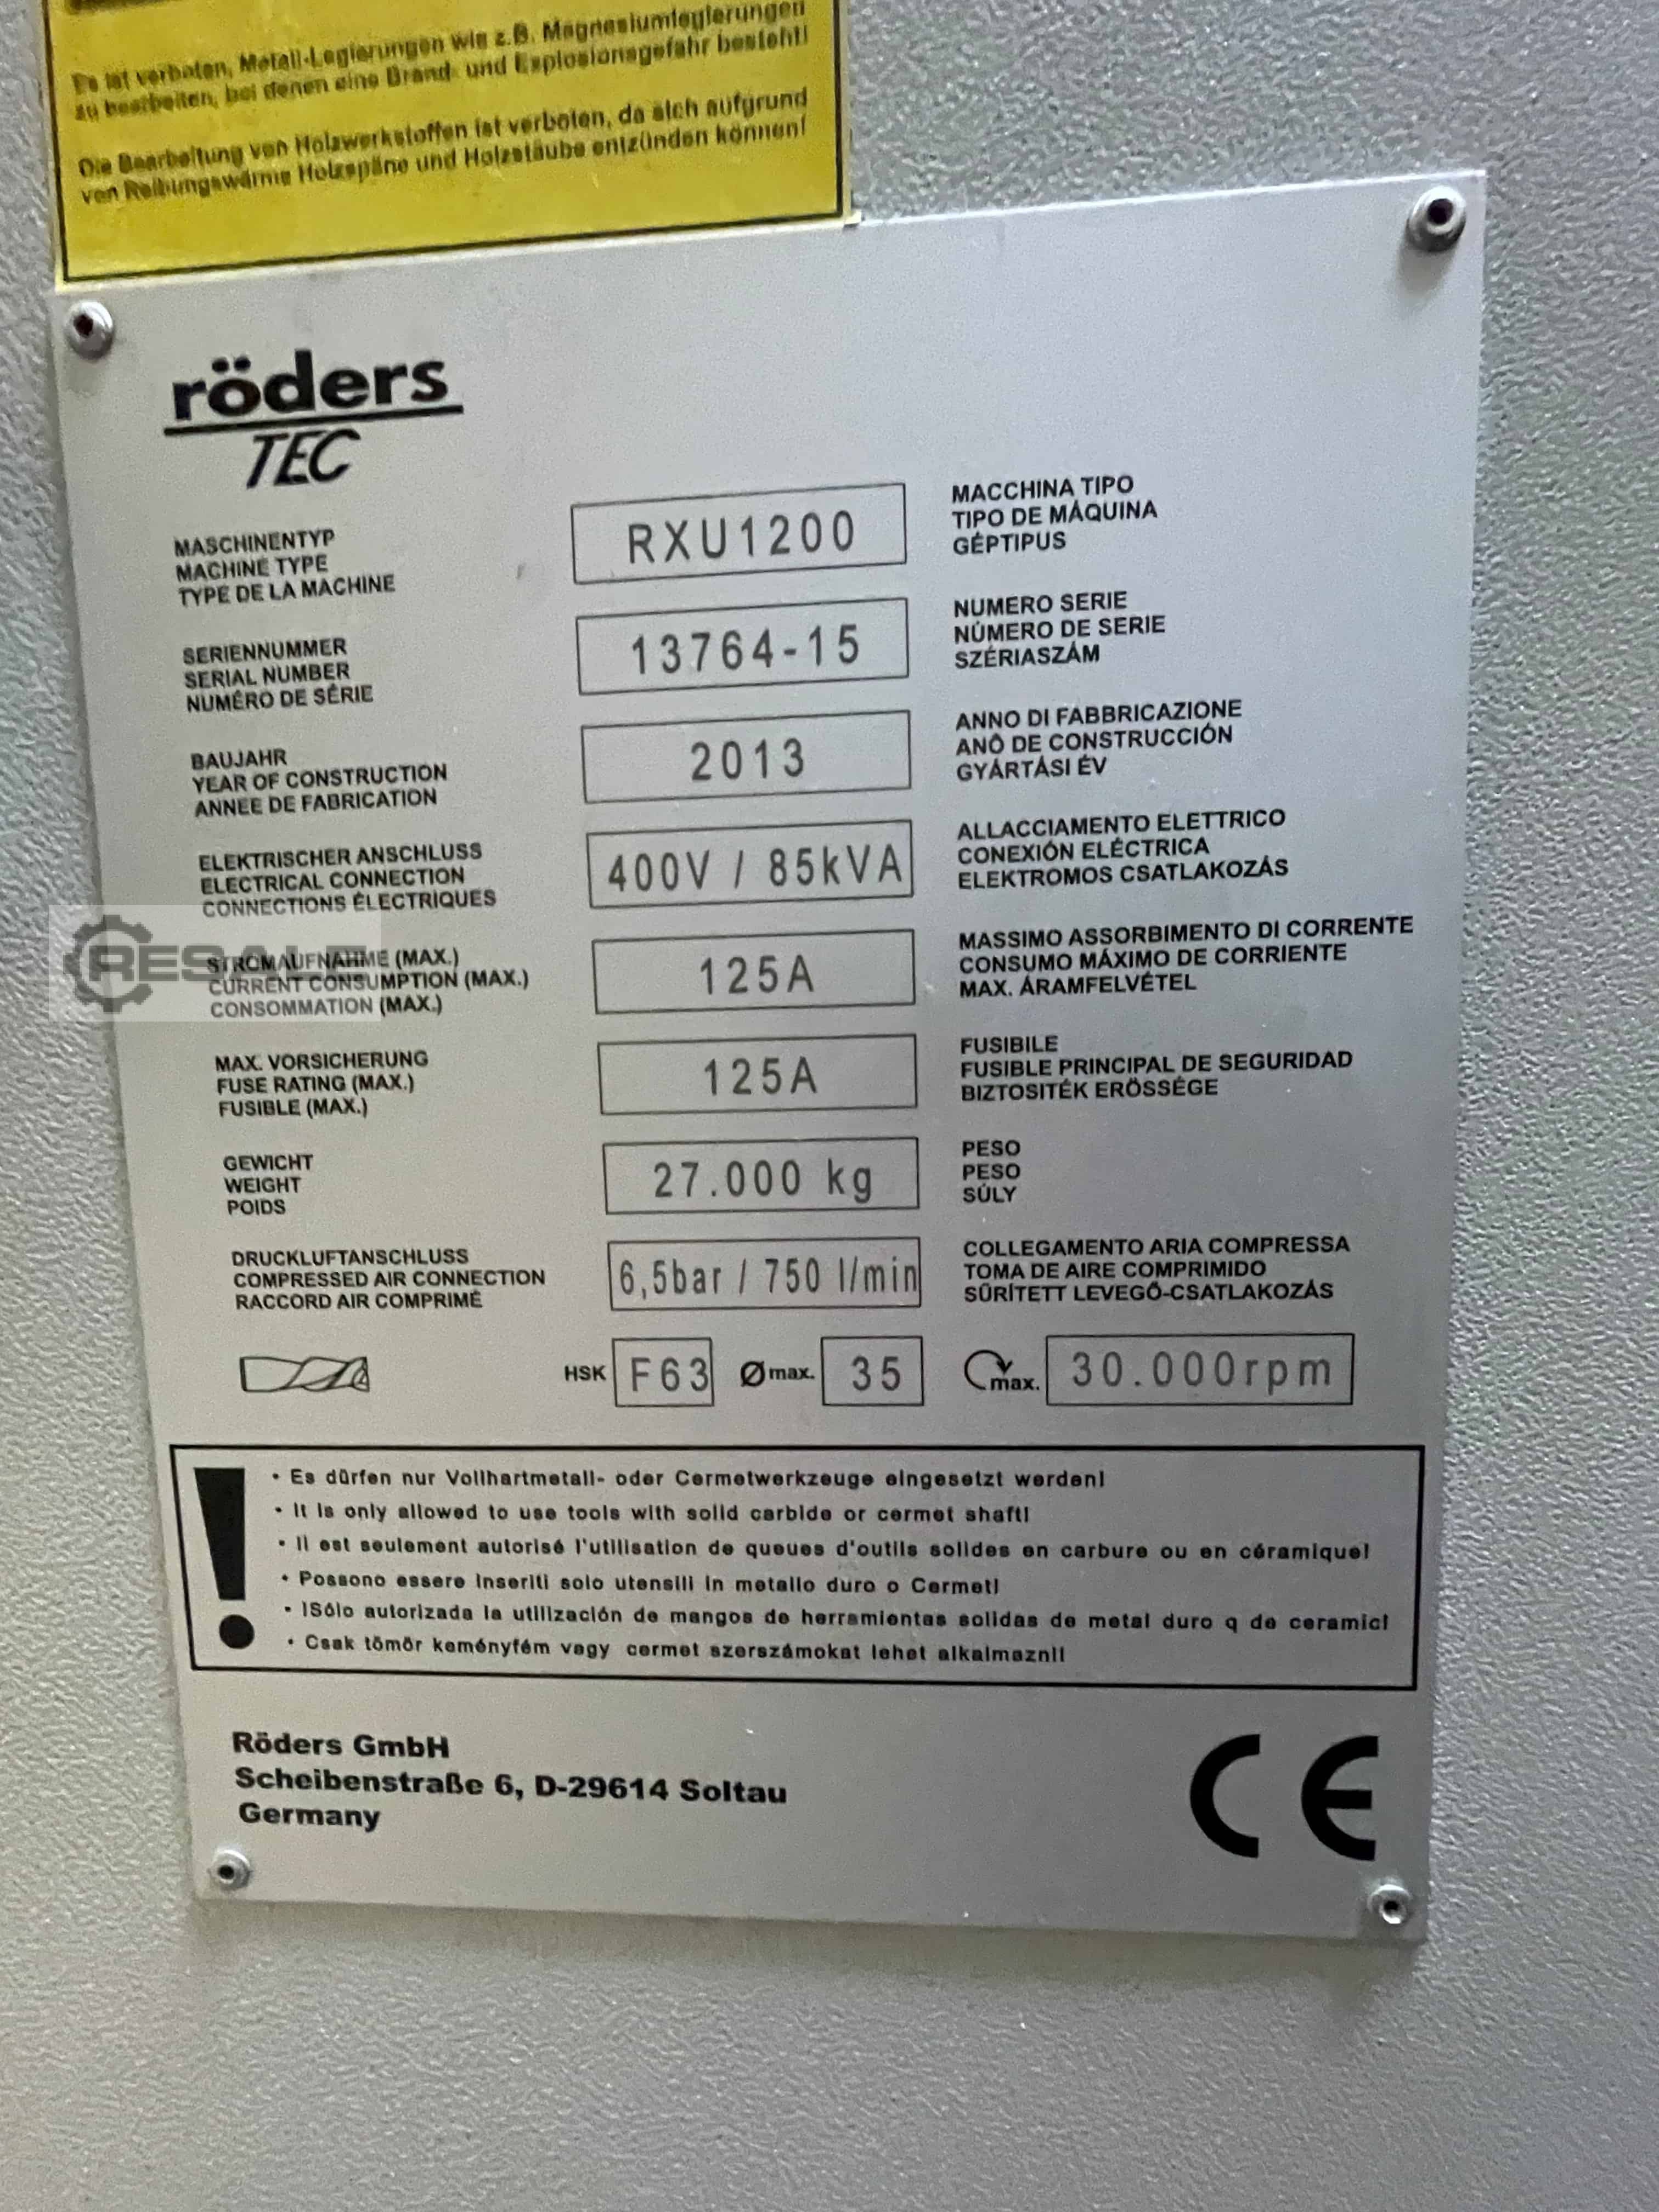 Es ist verboten, Metall-Legierungen wie z.B. Magnesiumlegierungen
zu bearbeiten, bei denen eine Brand- und Explosionsgefahr besteht!
Die Bearbeitung von Holzwerkstoffen ist verboten, da sich aufgrund
von Reibungswärme Holzspäne und Holzstäube entzünden können!
röders
TEC
MASCHINENTYP
MACHINE TYPE
TYPE DE LA MACHINE
RXU1200
MACCHINA TIPO
TIPO DE MÁQUINA
GÉPTIPUS
SERIENNUMMER
SERIAL NUMBER
NUMÉRO DE SÉRIE
13764-15
NUMERO SERIE
NÚMERO DE SERIE
SZÉRIASZÁM
BAUJAHR
YEAR OF CONSTRUCTION
ANNEE DE FABRICATION
2013
ANNO DI FABBRICAZIONE
ANÕ DE CONSTRUCCIÓN
GYÁRTÁSI ÉV
ELEKTRISCHER ANSCHLUSS
ELECTRICAL CONNECTION
CONNECTIONS ÉLECTRIQUES
400V / 85kVA
ALLACCIAMENTO ELETTRICO
CONEXIÓN ELÉCTRICA
ELEKTROMOS CSATLAKOZÁS
RESALE
STROMAUFNAHME (MAX.)
CURRENT CONSUMPTION (MAX.)
CONSOMMATION (MAX.)
125A
MASSIMO ASSORBIMENTO DI CORRENTE
CONSUMO MÁXIMO DE CORRIENTE
MAX. ÁRAMFELVÉTEL
MAX. VORSICHERUNG
FUSE RATING (MAX.)
FUSIBLE (MAX.)
125A
FUSIBILE
FUSIBLE PRINCIPAL DE SEGURIDAD
BIZTOSITÉK ERÖSSÉGE
GEWICHT
WEIGHT
POIDS
27.000 kg
PESO
PESO
SÚLY
DRUCKLUFTANSCHLUSS
COMPRESSED AIR CONNECTION
RACCORD AIR COMPRIMÉ
6,5bar / 750 l/min
COLLEGAMENTO ARIA COMPRESSA
TOMA DE AIRE COMPRIMIDO
SŰRÍTETT LEVEGŐ-CSATLAKOZÁS
HSK F63 Ø max. 35 max. 30.000rpm
! • Es dürfen nur Vollhartmetall- oder Cermetwerkzeuge eingesetzt werden!
• It is only allowed to use tools with solid carbide or cermet shaft!
• Il est seulement autorisé l'utilisation de queues d'outils solides en carbure ou en céramique!
• Possono essere inseriti solo utensili in metallo duro o Cermet!
• ¡Sólo autorizada la utilización de mangos de herramientas solidas de metal duro q de ceramic!
• Csak tömör keményfém vagy cermet szerszámokat lehet alkalmazni!
Röders GmbH
Scheibenstraße 6, D-29614 Soltau
Germany
CE